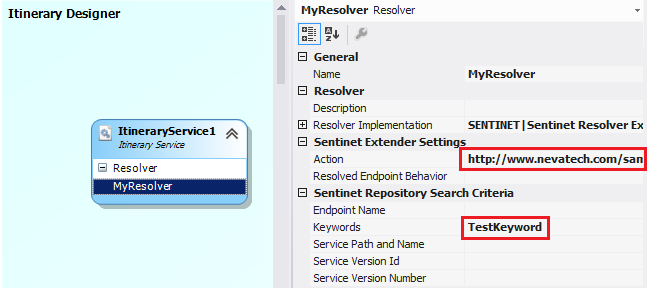 Itinerary Designer
ItineraryService1
Itinerary Service
Resolver
MyResolver
MyResolver Resolver
General
Name MyResolver
Resolver
Description
Resolver Implementation SENTINET|Sentinet Resolver Ex
Sentinet Extender Settings
Action http://www.nevatech.com/san
Resolved Endpoint Behavior
Sentinet Repository Search Criteria
Endpoint Name
Keywords TestKeyword
Service Path and Name
Service Version Id
Service Version Number